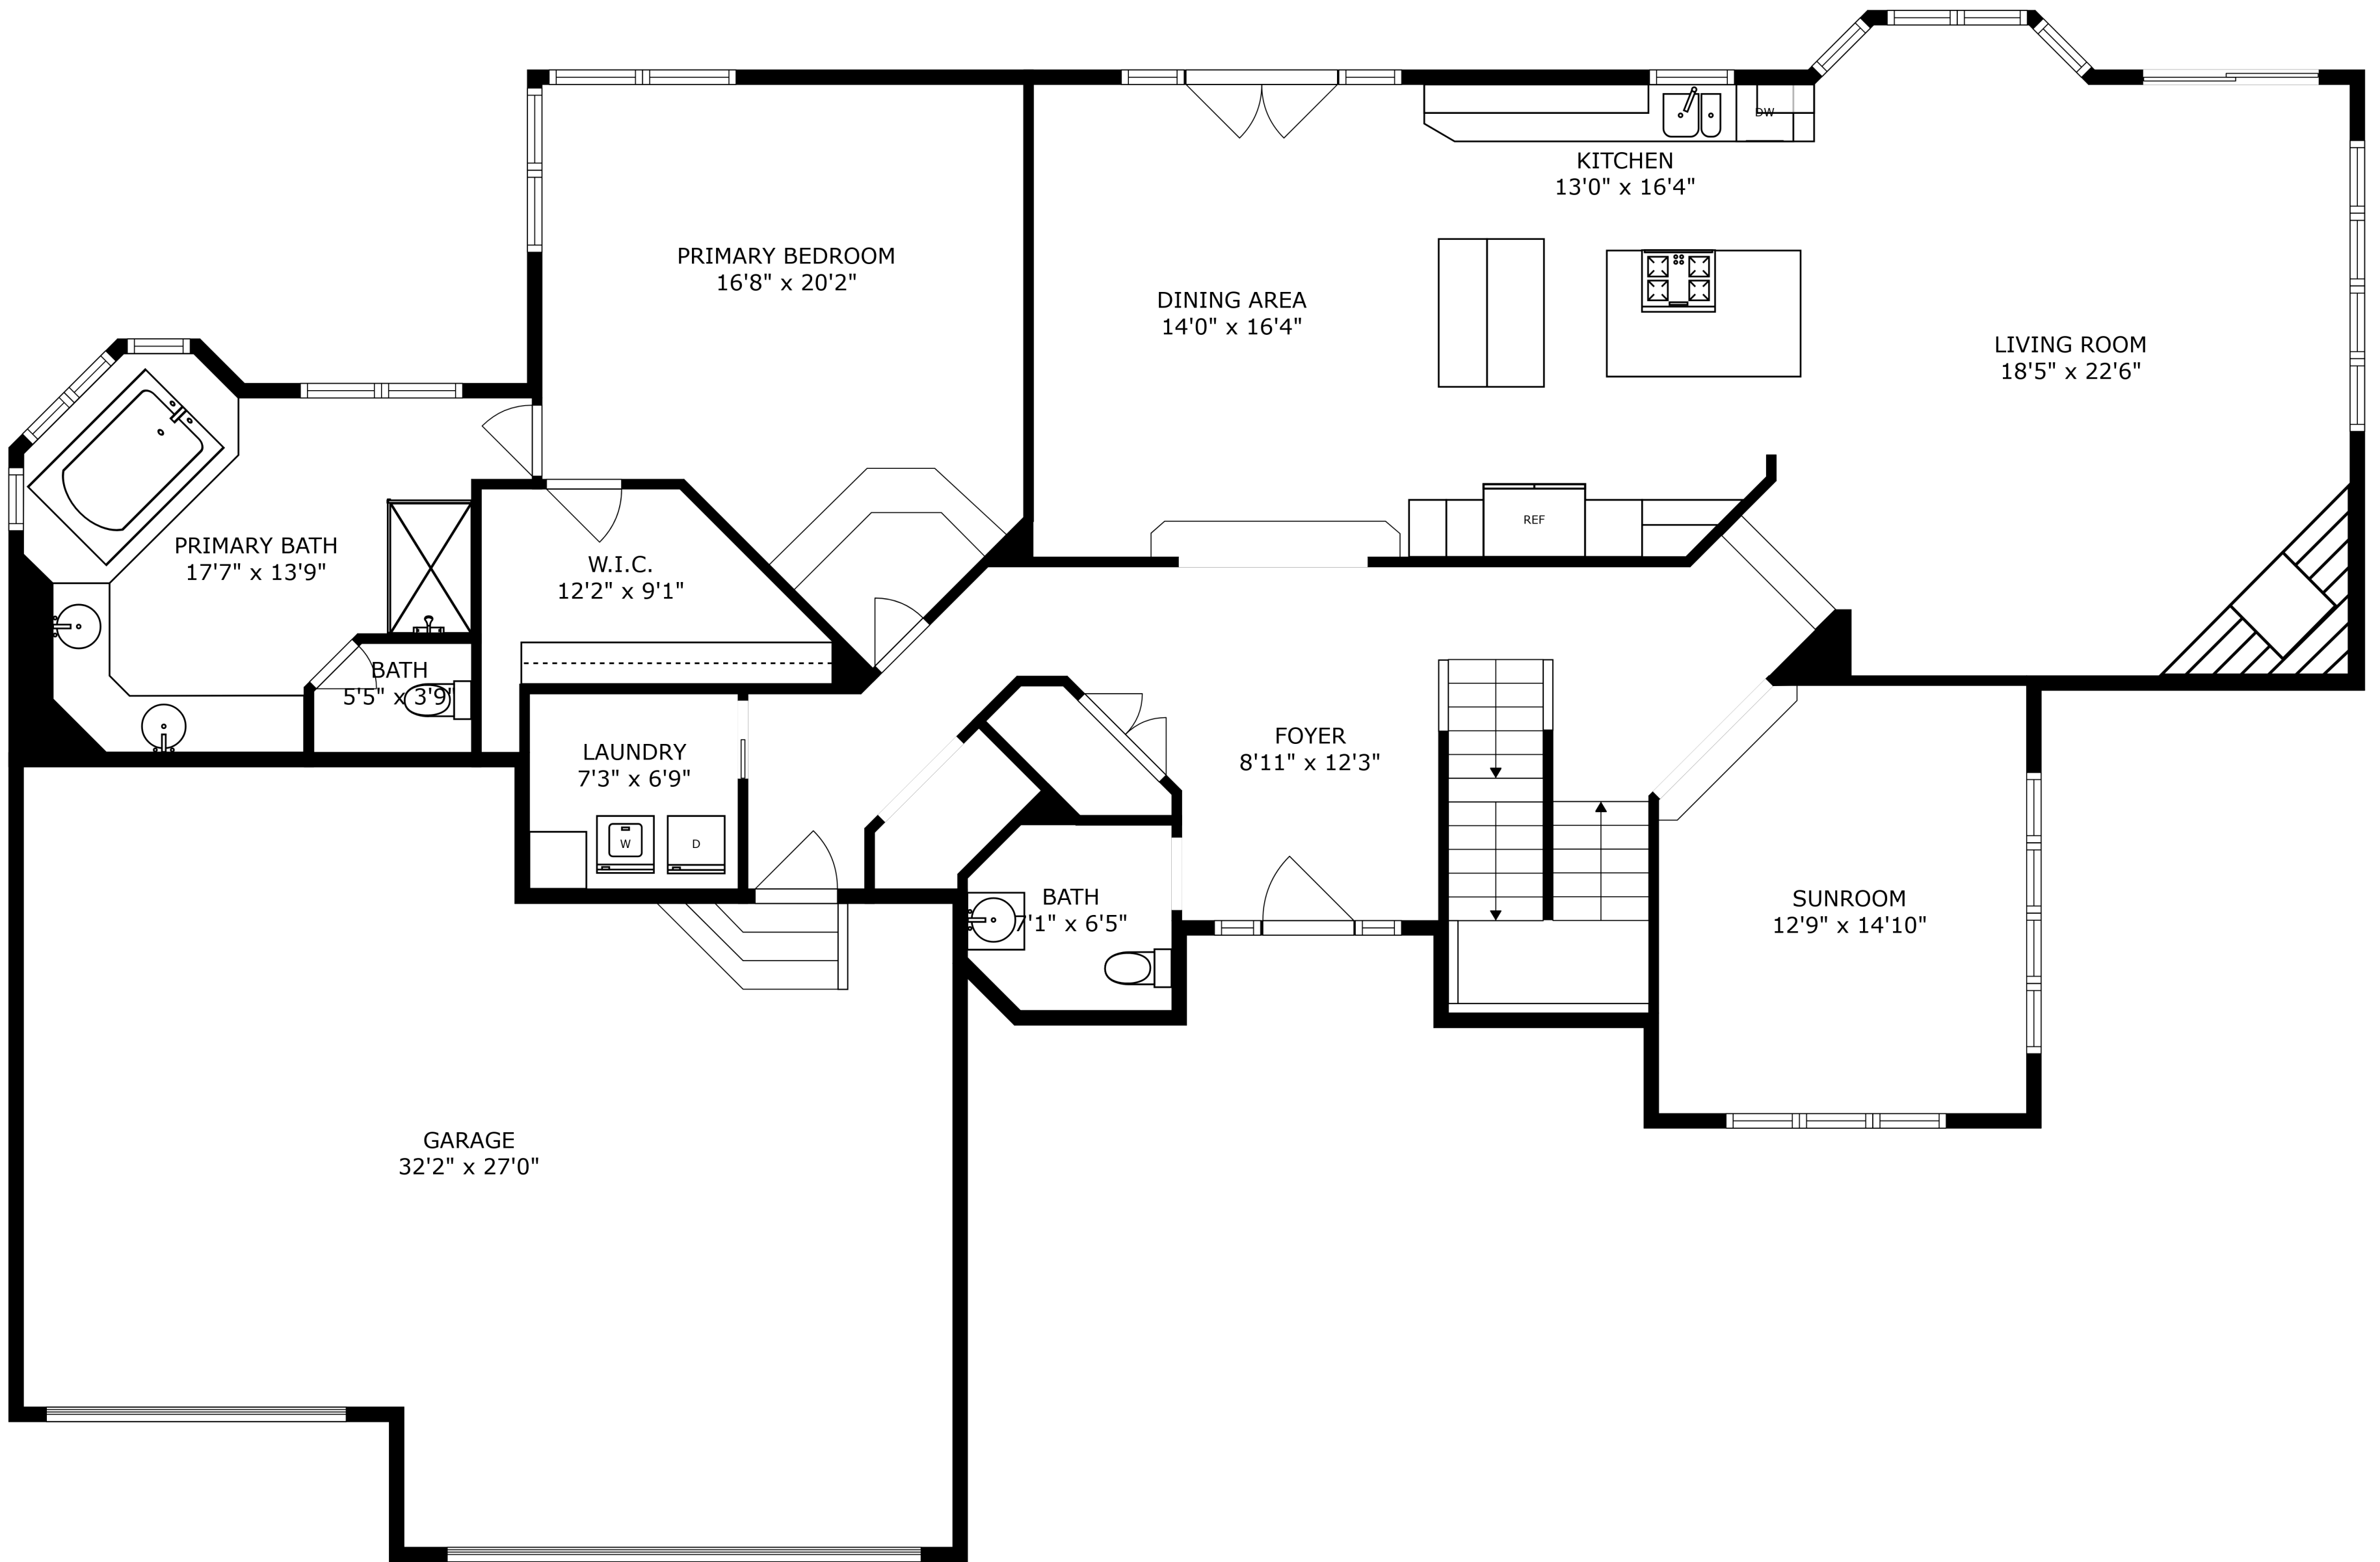 DW
KITCHEN
13'0" x 16'4"
PRIMARY BEDROOM
16'8" x 20'2"
DINING AREA
14'0" x 16'4"
LIVING ROOM
18'5" x 22'6"
REF
PRIMARY BATH
17'7" x 13'9"
W.I.C.
12'2" x 9'1"
BATH
5'5" x 3'9"
LAUNDRY
7'3" x 6'9"
FOYER
8'11" x 12'3"
W
D
BATH
7'1" x 6'5"
SUNROOM
12'9" x 14'10"
GARAGE
32'2" x 27'0"